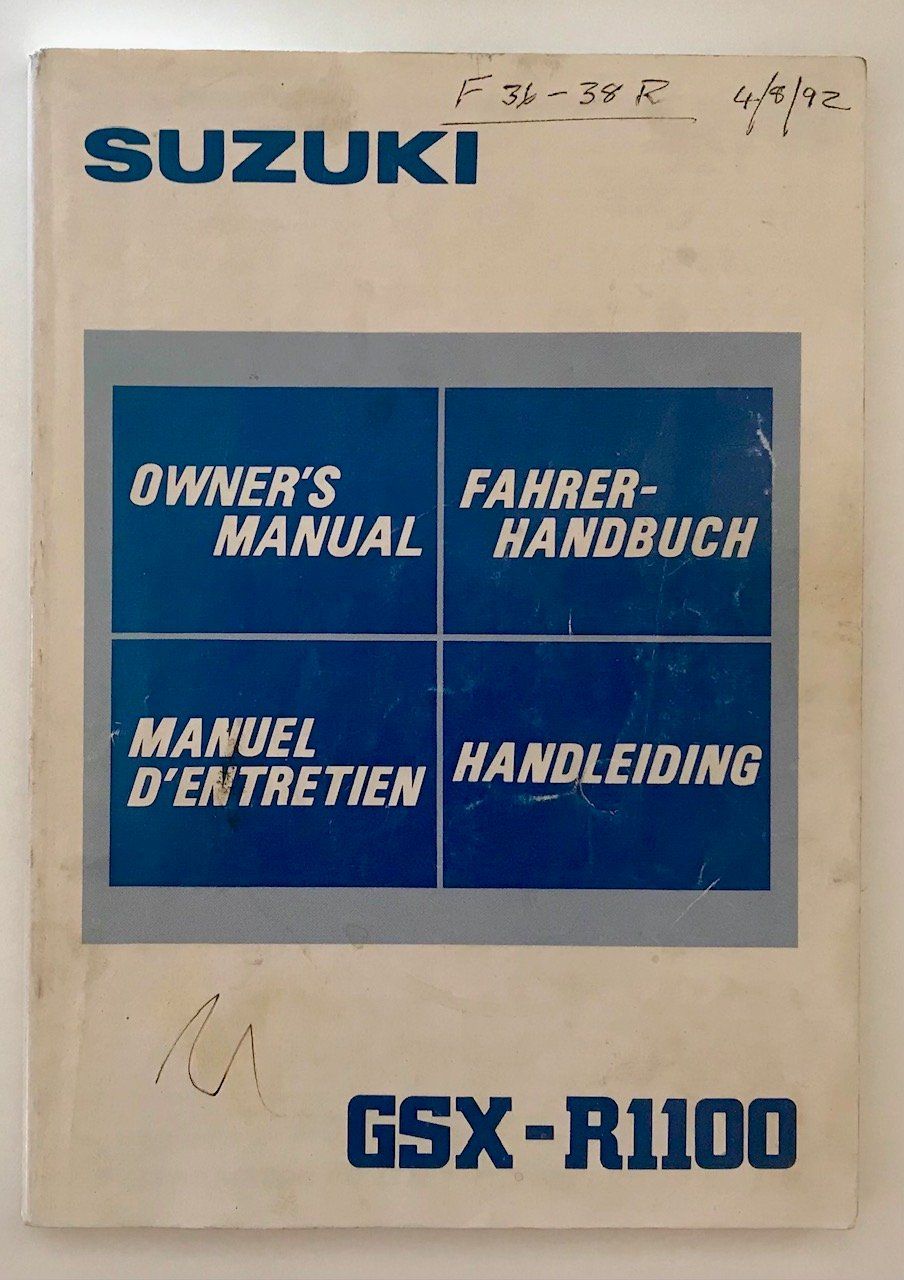 F 36-38 R 4/8/92
SUZUKI
OWNER'S
MANUAL
FAHRER-
HANDBUCH
MANUEL
D'ENTRETIEN
HANDLEIDING
GSX-R1100